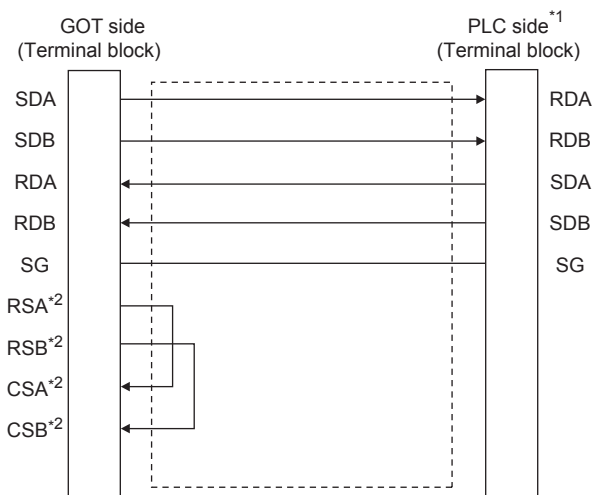 GOT side
(Terminal block)
PLC side*1
(Terminal block)
SDA
RDA
SDB
RDB
RDA
SDA
RDB
SDB
SG
SG
RSA*2
RSB*2
CSA*2
CSB*2